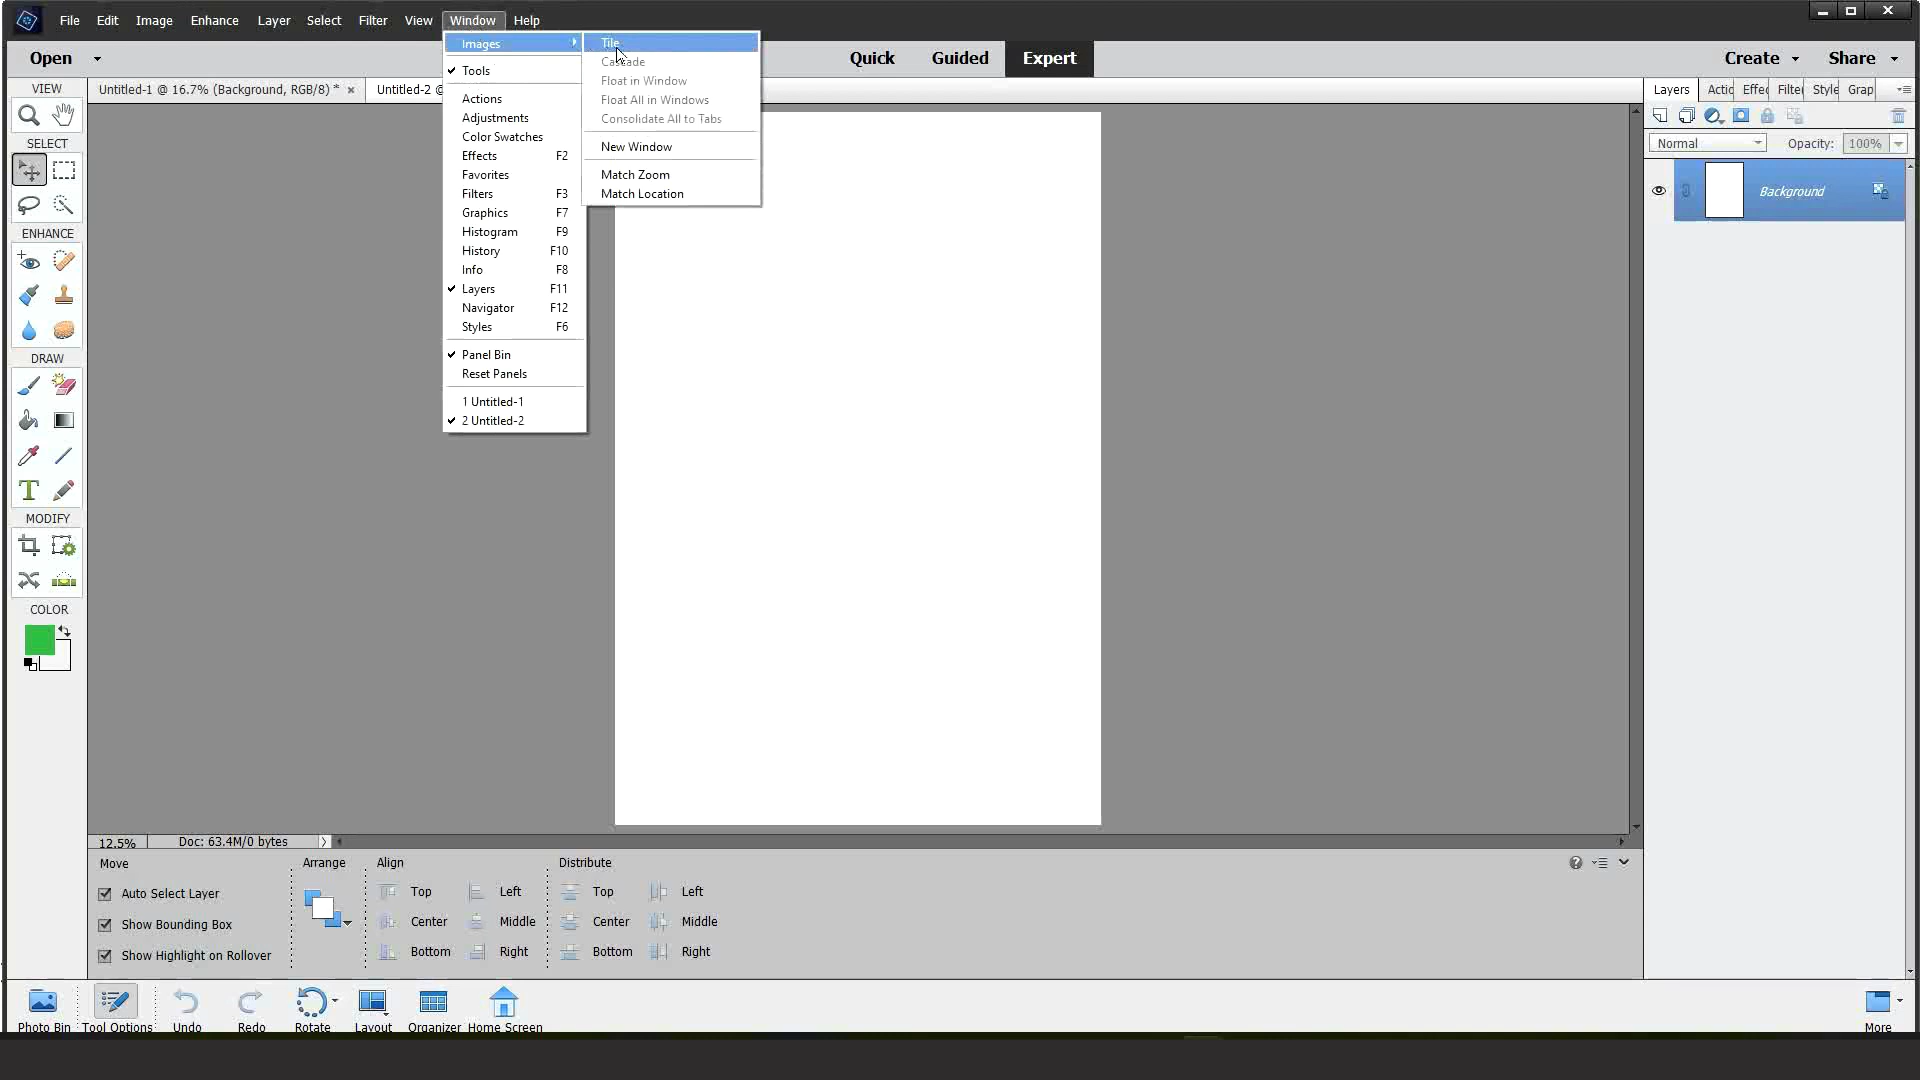 File Edit Image Enhance Layer Select Filter View Window Help
Open
Quick Guided Expert
Create Share
Images
Tools
Actions
Adjustments
Color Swatches
Effects F2
Favorites
Filters F3
Graphics F7
Histogram F9
History F10
Info F8
Layers F11
Navigator F12
Styles F6
Panel Bin
Reset Panels
1 Untitled-1
2 Untitled-2
Tile
Cascade
Float in Window
Float All in Windows
Consolidate All to Tabs
New Window
Match Zoom
Match Location
Untitled-1 @ 16.7% (Background, RGB/8) * ×
Untitled-2 @
VIEW
SELECT
ENHANCE
DRAW
MODIFY
COLOR
Layers Actio Effec Filter Style Grap
Normal Opacity: 100%
Background
12.5% Doc: 63.4M/0 bytes
Move Arrange Align Distribute
Auto Select Layer
Show Bounding Box
Show Highlight on Rollover
Top Left Top Left
Center Middle Center Middle
Bottom Right Bottom Right
Photo Bin Tool Options Undo Redo Rotate Layout Organizer Home Screen
More